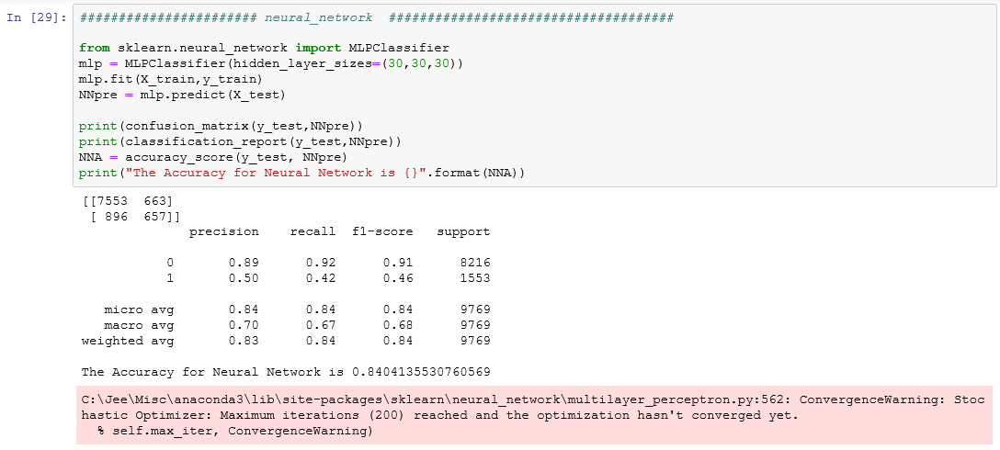 In [29]: ####################### neural_network #####################################
from sklearn.neural_network import MLPClassifier
mlp = MLPClassifier(hidden_layer_sizes=(30,30,30))
mlp.fit(X_train,y_train)
NNpre = mlp.predict(X_test)
print(confusion_matrix(y_test,NNpre))
print(classification_report(y_test,NNpre))
NNA = accuracy_score(y_test, NNpre)
print("The Accuracy for Neural Network is {}".format(NNA))
[[7553 663]
[ 896 657]]
precision recall f1-score support
0 0.89 0.92 0.91 8216
1 0.50 0.42 0.46 1553
micro avg 0.84 0.84 0.84 9769
macro avg 0.70 0.67 0.68 9769
weighted avg 0.83 0.84 0.84 9769
The Accuracy for Neural Network is 0.8404135530760569
C:\Jee\Misc\anaconda3\lib\site-packages\sklearn\neural_network\multilayer_perceptron.py:562: ConvergenceWarning: Stoc
hastic Optimizer: Maximum iterations (200) reached and the optimization hasn't converged yet.
% self.max_iter, ConvergenceWarning)